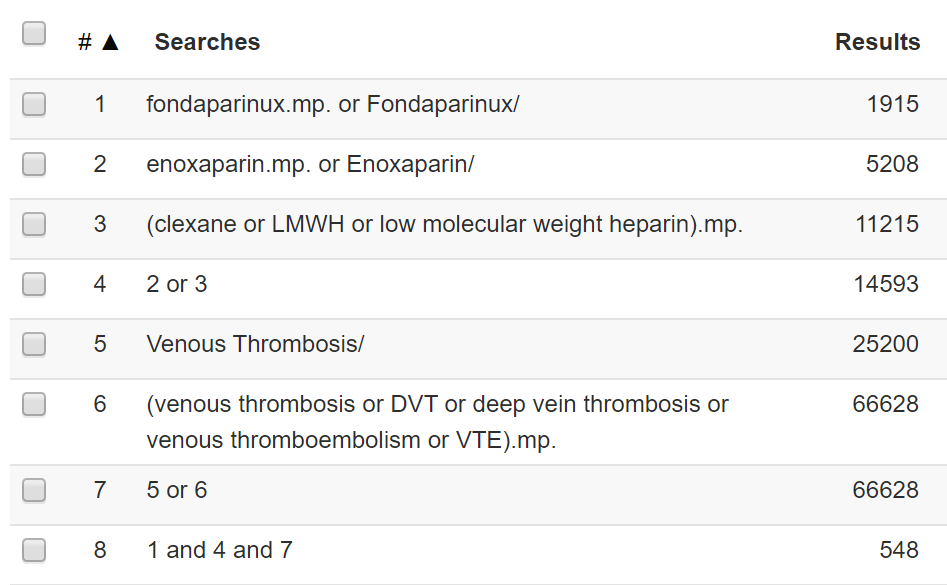 # ▲ Searches Results
1 fondaparinux.mp. or Fondaparinux/ 1915
2 enoxaparin.mp. or Enoxaparin/ 5208
3 (clexane or LMWH or low molecular weight heparin).mp. 11215
4 2 or 3 14593
5 Venous Thrombosis/ 25200
6 (venous thrombosis or DVT or deep vein thrombosis or 66628
venous thromboembolism or VTE).mp.
7 5 or 6 66628
8 1 and 4 and 7 548